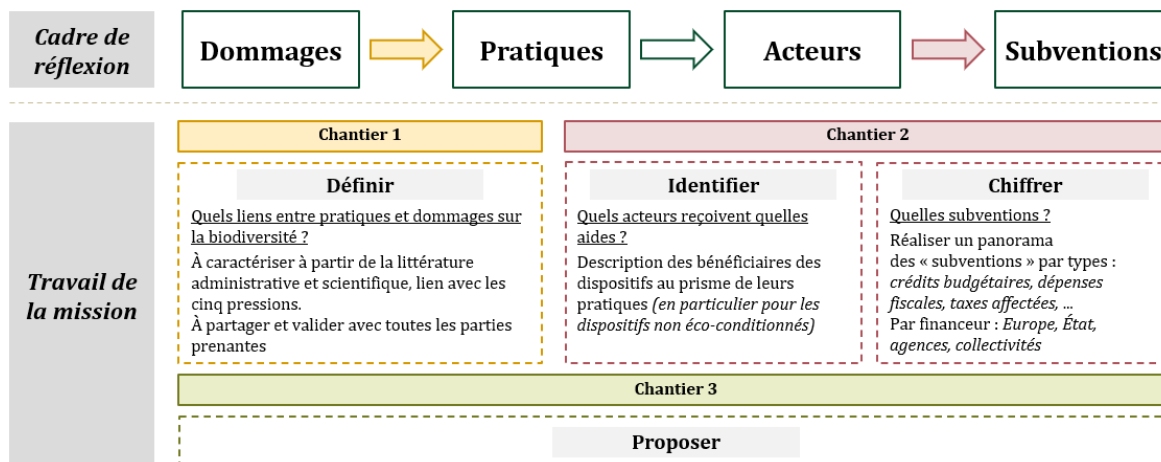 Cadre de
réflexion
Dommages
Pratiques
Acteurs
Subventions
Travail de
la mission
Chantier 1
Définir
Quels liens entre pratiques et dommages sur
la biodiversité ?
À caractériser à partir de la littérature
administrative et scientifique, lien avec les
cinq pressions.
À partager et valider avec toutes les parties
prenantes
Chantier 2
Identifier
Quels acteurs reçoivent quelles
aides ?
Description des bénéficiaires des
dispositifs au prisme de leurs
pratiques (en particulier pour les
dispositifs non éco-conditionnés)
Chiffrer
Quelles subventions ?
Réaliser un panorama
des « subventions » par types :
crédits budgétaires, dépenses
fiscales, taxes affectées, ...
Par financeur : Europe, État,
agences, collectivités
Chantier 3
Proposer